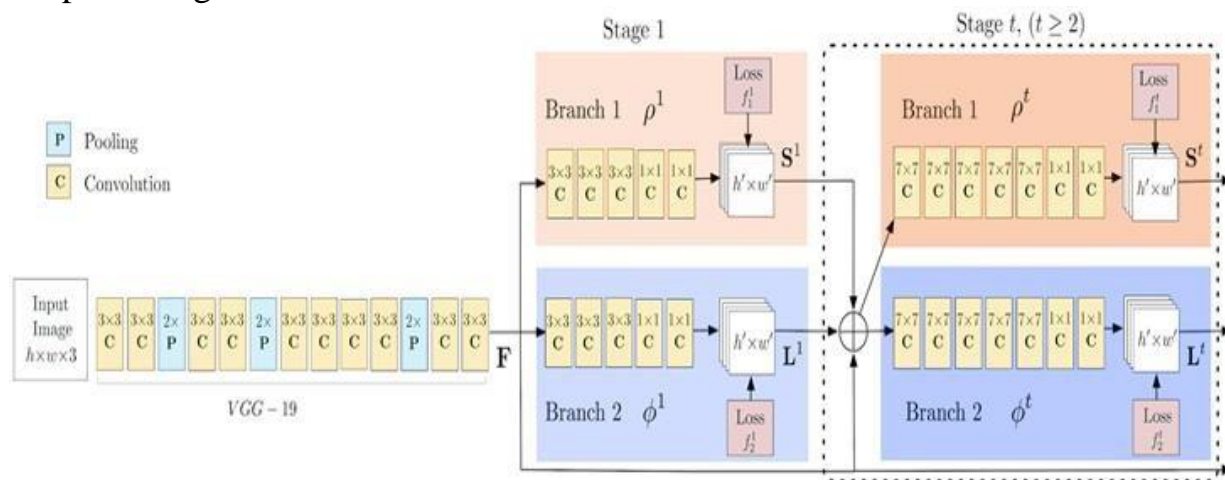 Stage 1
Stage t, (t ≥ 2)
P Pooling
C Convolution
Branch 1 ρ¹
Loss
f₁¹
3×3 3×3 3×3 1×1 1×1
C C C C C
h′×w′
S¹
Branch 1 ρᵗ
Loss
f₁ᵗ
7×7 7×7 7×7 7×7 7×7 1×1 1×1
C C C C C C C
h′×w′
Sᵗ
Input
Image
h×w×3
3×3 3×3 2× 3×3 3×3 2× 3×3 3×3 3×3 3×3 2× 3×3 3×3
C C P C C P C C C C P C C
VGG − 19
F
3×3 3×3 3×3 1×1 1×1
C C C C C
h′×w′
L¹
Branch 2 ϕ¹
Loss
f₂¹
7×7 7×7 7×7 7×7 7×7 1×1 1×1
C C C C C C C
h′×w′
Lᵗ
Branch 2 ϕᵗ
Loss